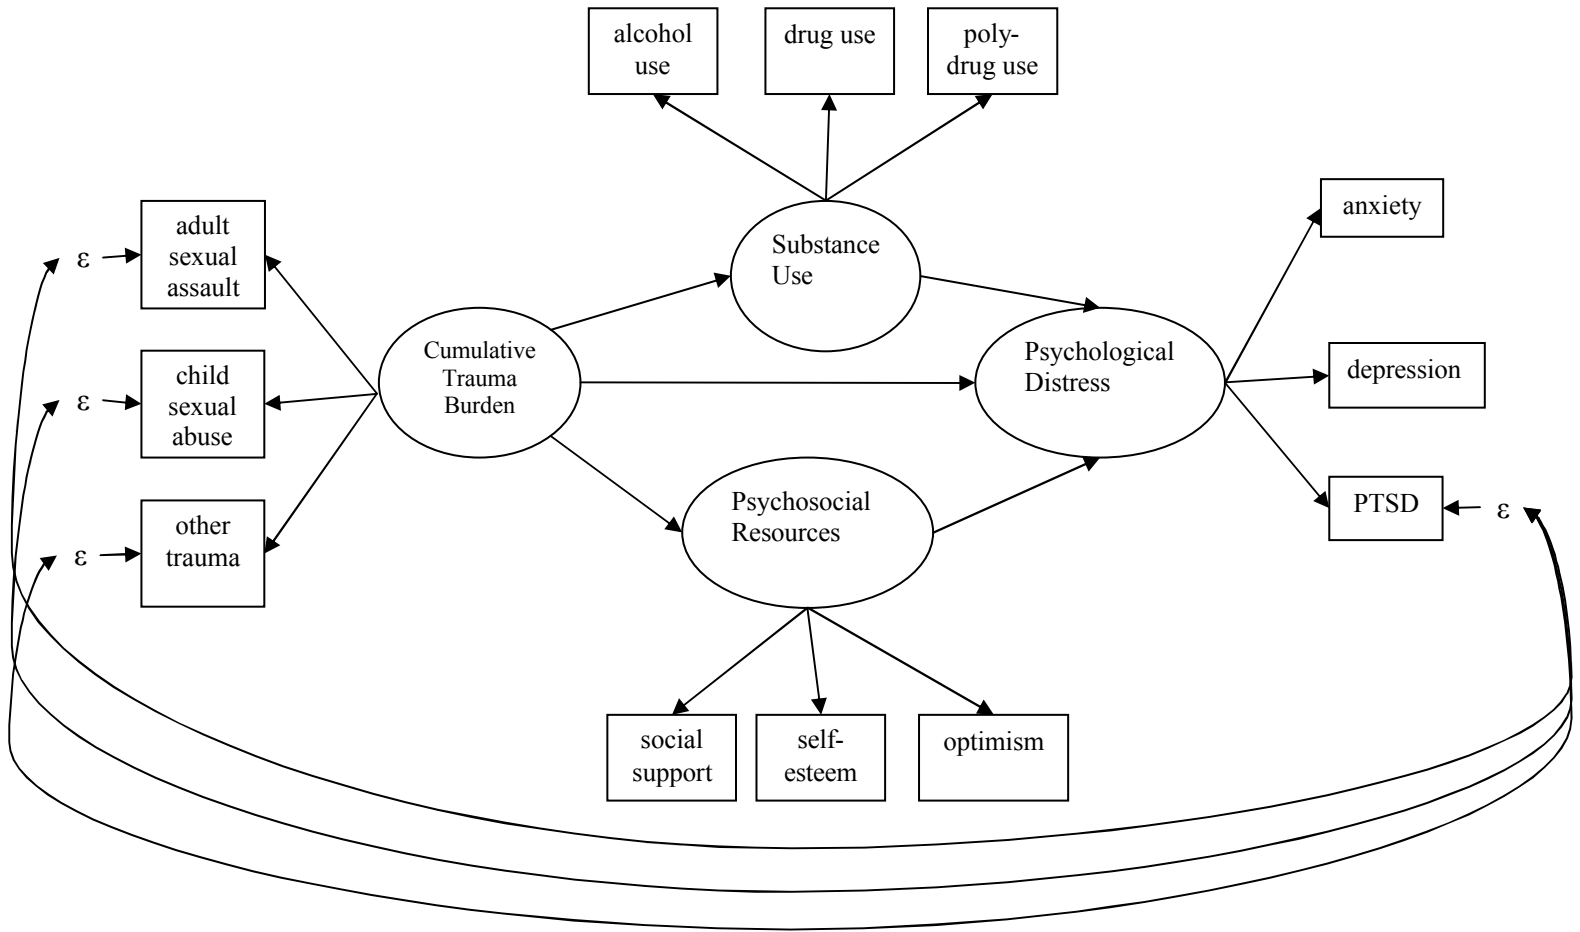 alcohol
use
drug use
poly-
drug use
anxiety
adult
sexual
assault
ε
Substance
Use
Cumulative
Trauma
Burden
Psychological
Distress
child
sexual
abuse
ε
depression
Psychosocial
Resources
PTSD
ε
other
trauma
ε
social
support
self-
esteem
optimism